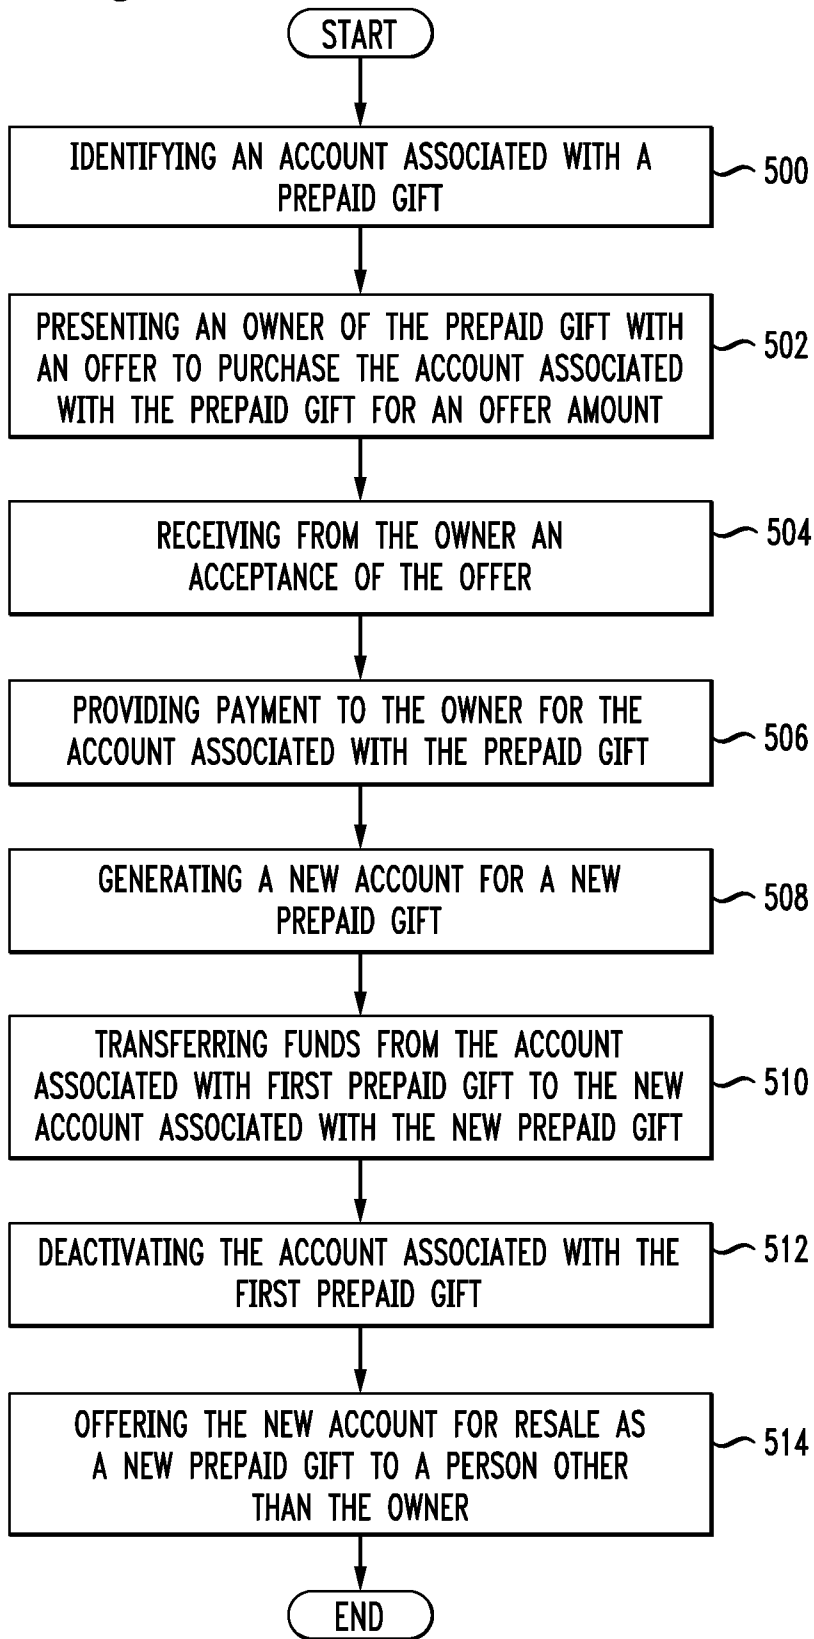 START
IDENTIFYING AN ACCOUNT ASSOCIATED WITH A
PREPAID GIFT
500
PRESENTING AN OWNER OF THE PREPAID GIFT WITH
AN OFFER TO PURCHASE THE ACCOUNT ASSOCIATED
WITH THE PREPAID GIFT FOR AN OFFER AMOUNT
502
RECEIVING FROM THE OWNER AN
ACCEPTANCE OF THE OFFER
504
PROVIDING PAYMENT TO THE OWNER FOR THE
ACCOUNT ASSOCIATED WITH THE PREPAID GIFT
506
GENERATING A NEW ACCOUNT FOR A NEW
PREPAID GIFT
508
TRANSFERRING FUNDS FROM THE ACCOUNT
ASSOCIATED WITH FIRST PREPAID GIFT TO THE NEW
ACCOUNT ASSOCIATED WITH THE NEW PREPAID GIFT
510
DEACTIVATING THE ACCOUNT ASSOCIATED WITH THE
FIRST PREPAID GIFT
512
OFFERING THE NEW ACCOUNT FOR RESALE AS
A NEW PREPAID GIFT TO A PERSON OTHER
THAN THE OWNER
514
END